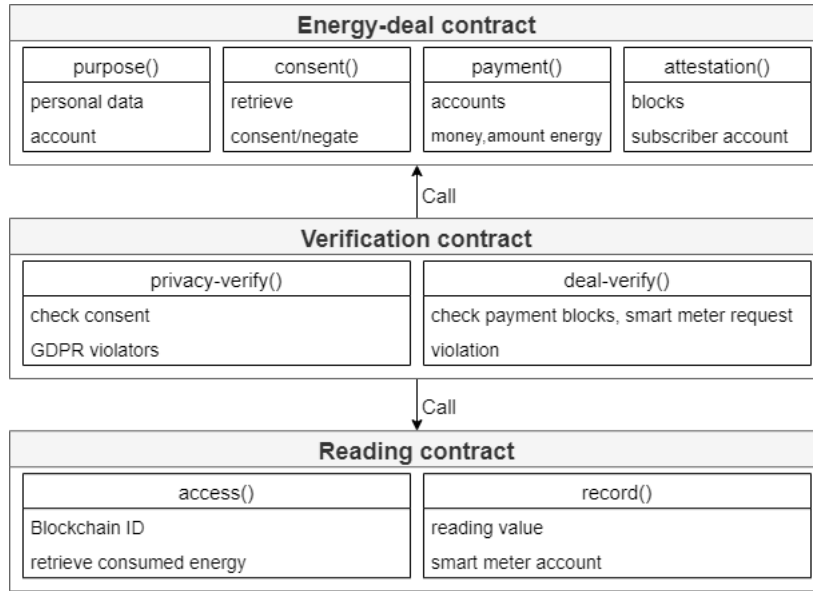 Energy-deal contract
purpose()
personal data
account
consent()
retrieve
consent/negate
payment()
accounts
money,amount energy
attestation()
blocks
subscriber account
Call
Verification contract
privacy-verify()
check consent
GDPR violators
deal-verify()
check payment blocks, smart meter request
violation
Call
Reading contract
access()
Blockchain ID
retrieve consumed energy
record()
reading value
smart meter account